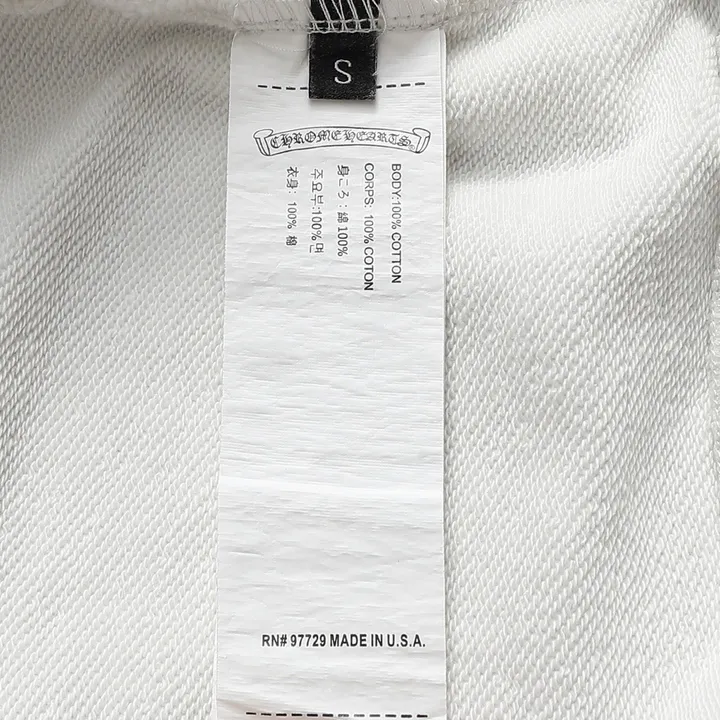 S
CHROME HEARTS
BODY:100% COTTON
CORPS: 100% COTON
身ごろ : 綿 100%
주요부:100%면
衣身: 100% 棉
RN# 97729 MADE IN U.S.A.